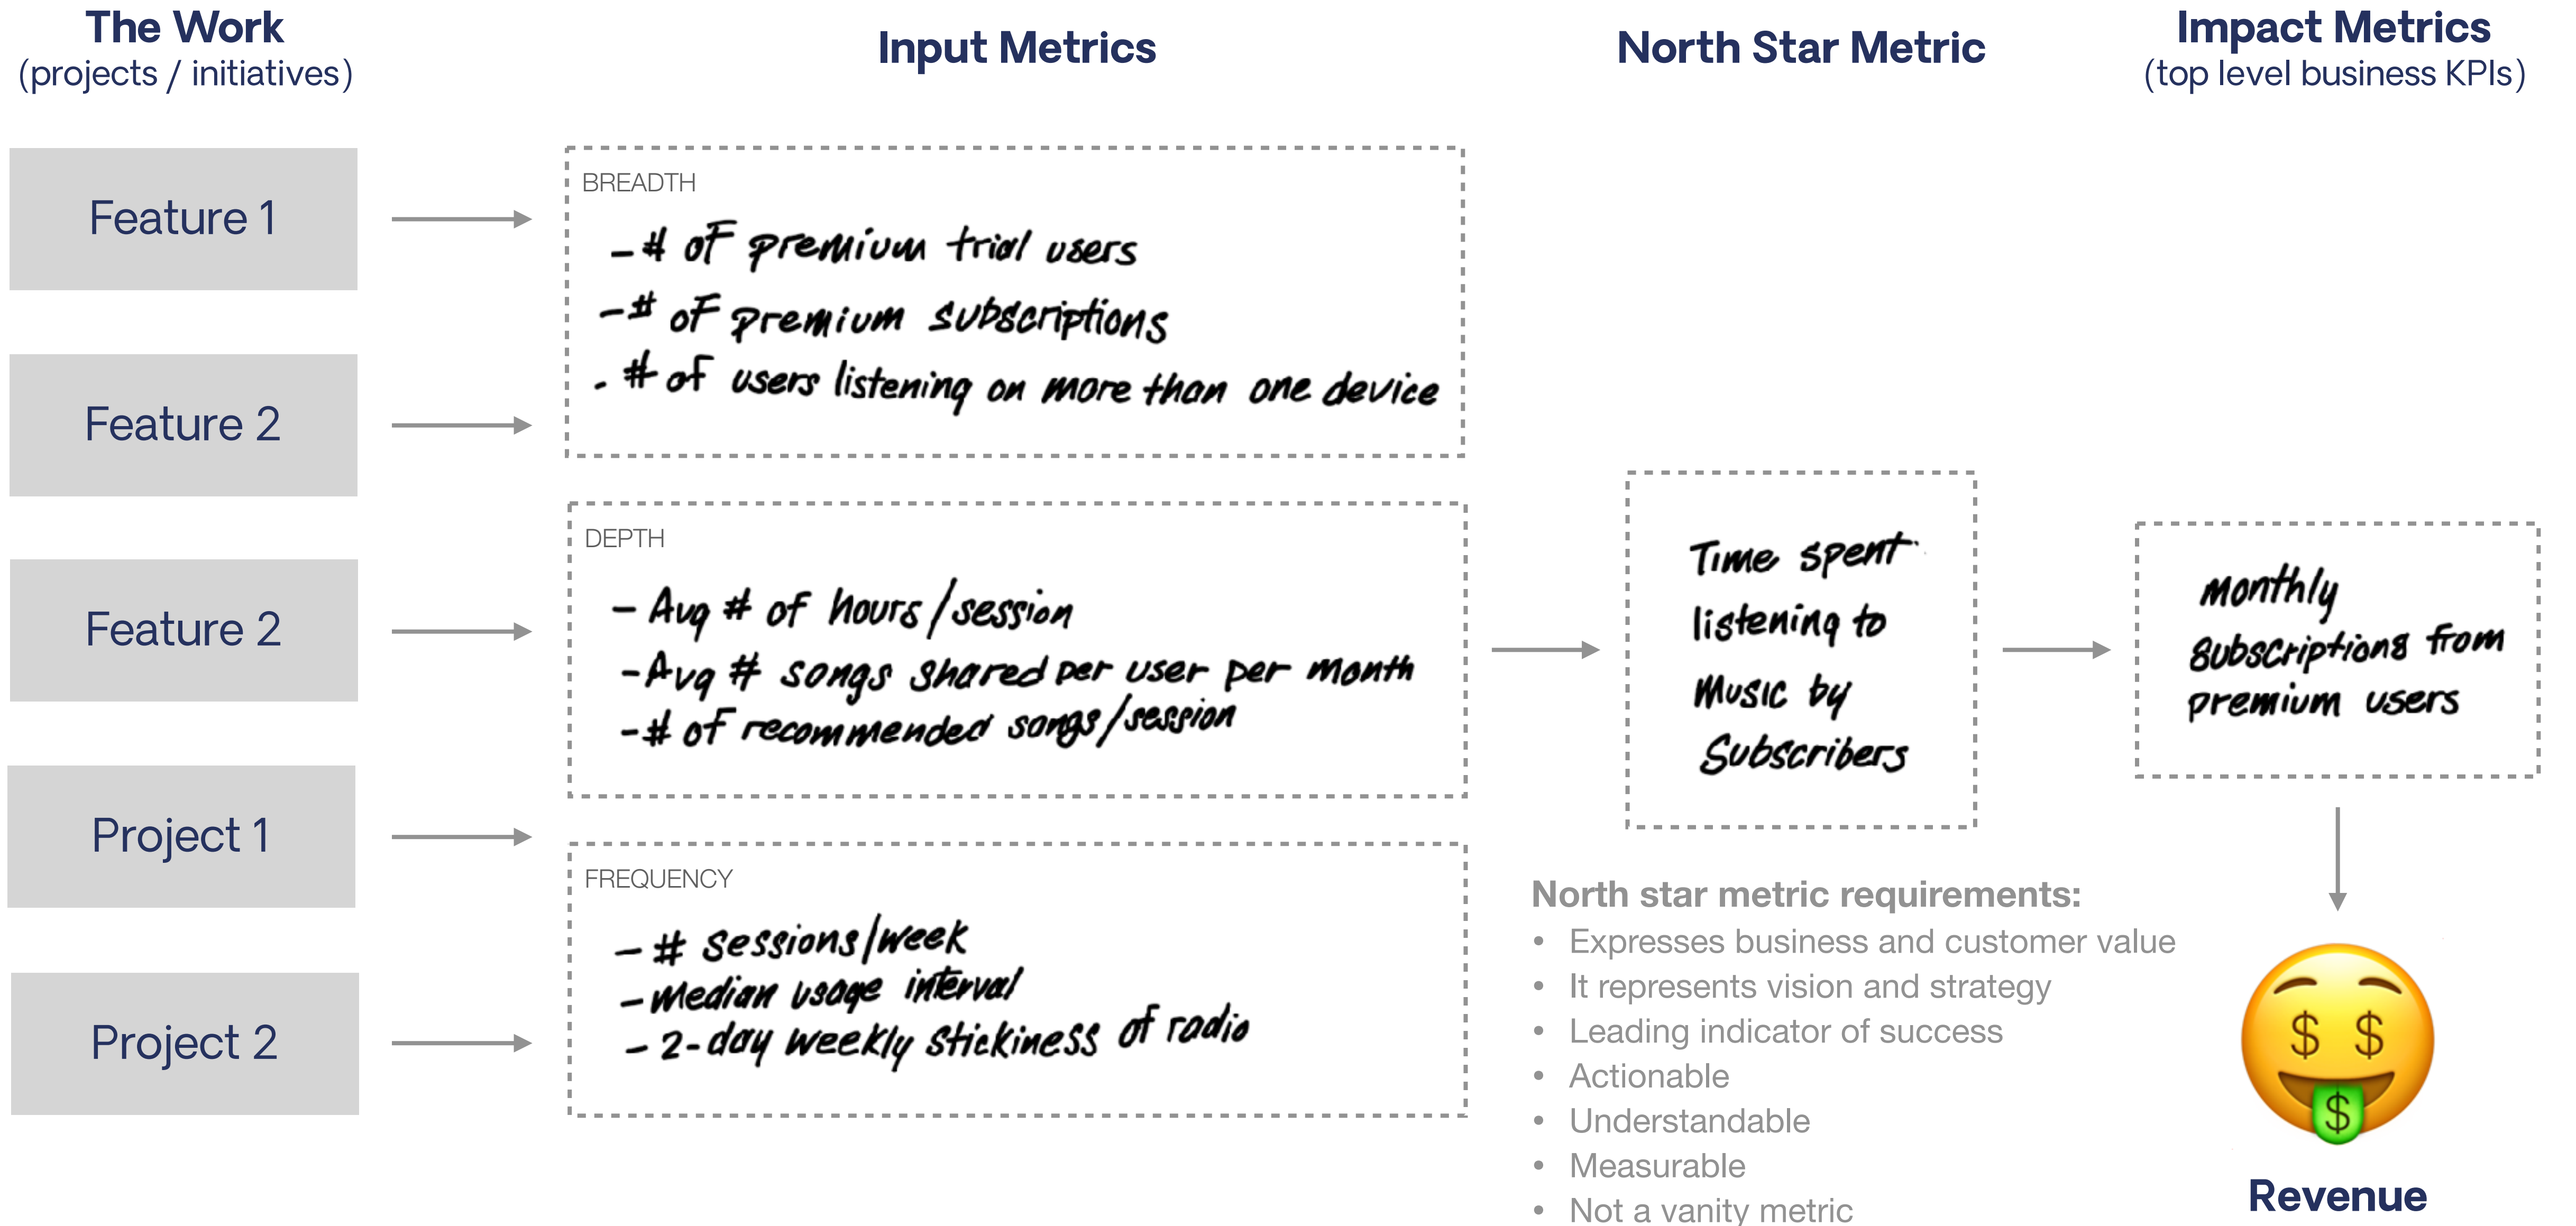 The Work
(projects / initiatives)
Input Metrics
North Star Metric
Impact Metrics
(top level business KPIs)
Feature 1
Feature 2
Feature 2
Project 1
Project 2
BREADTH
- # of premium trial users
- # of premium subscriptions
- # of users listening on more than one device
DEPTH
- Avg # of hours/session
- Avg # songs shared per user per month
- # of recommended songs/session
FREQUENCY
- # sessions/week
- median usage interval
- 2-day weekly stickiness of radio
Time spent
listening to
Music by
Subscribers
North star metric requirements:
• Expresses business and customer value
• It represents vision and strategy
• Leading indicator of success
• Actionable
• Understandable
• Measurable
• Not a vanity metric
monthly
subscriptions from
premium users
$ $
$
Revenue